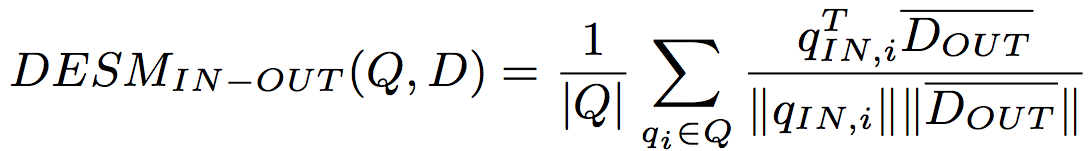 $DESM_{IN-OUT}(Q, D) = \frac{1}{|Q|} \sum_{q_i \in Q} \frac{q_{IN,i}^T \overline{D_{OUT}}}{\|q_{IN,i}\| \|\overline{D_{OUT}}\|}$